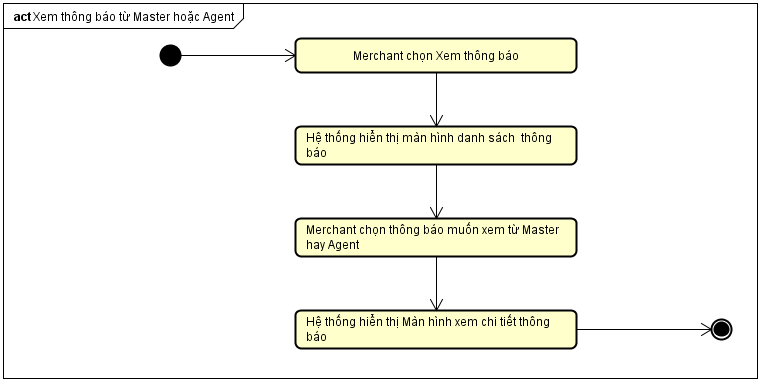 act Xem thông báo từ Master hoặc Agent
Merchant chọn Xem thông báo
Hệ thống hiển thị màn hình danh sách thông
báo
Merchant chọn thông báo muốn xem từ Master
hay Agent
Hệ thống hiển thị Màn hình xem chi tiết thông
báo